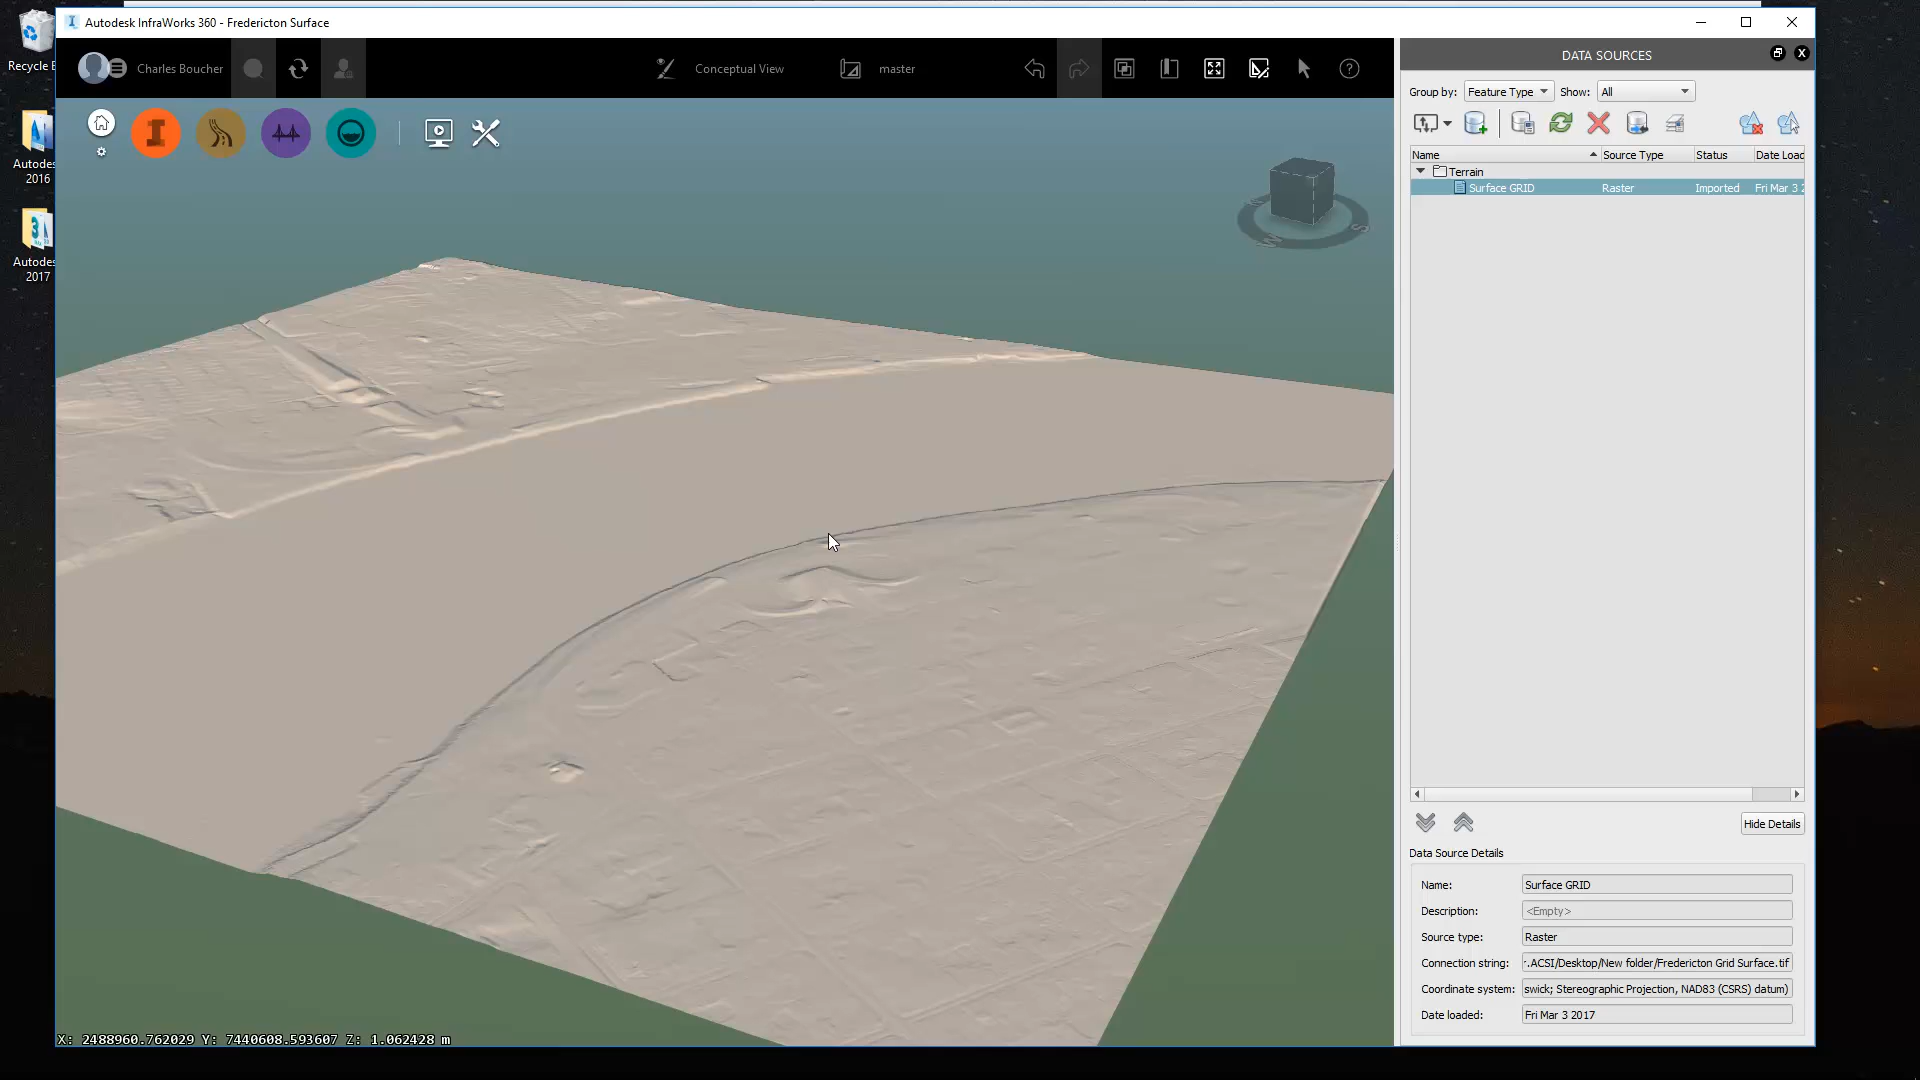 Autodesk InfraWorks 360 - Fredericton Surface
Recycle B
Autodes
2016
Autodes
2017
Charles Boucher
Conceptual View
master
W
S
DATA SOURCES
Group by: Feature Type Show: All
Name Source Type Status Date Load
Terrain
Surface GRID Raster Imported Fri Mar 3 2
Hide Details
Data Source Details
Name: Surface GRID
Description: <Empty>
Source type: Raster
Connection string: r.ACSI/Desktop/New folder/Fredericton Grid Surface.tif
Coordinate system: swick; Stereographic Projection, NAD83 (CSRS) datum)
Date loaded: Fri Mar 3 2017
X: 2488960.762029 Y: 7440608.593607 Z: 1.062428 m